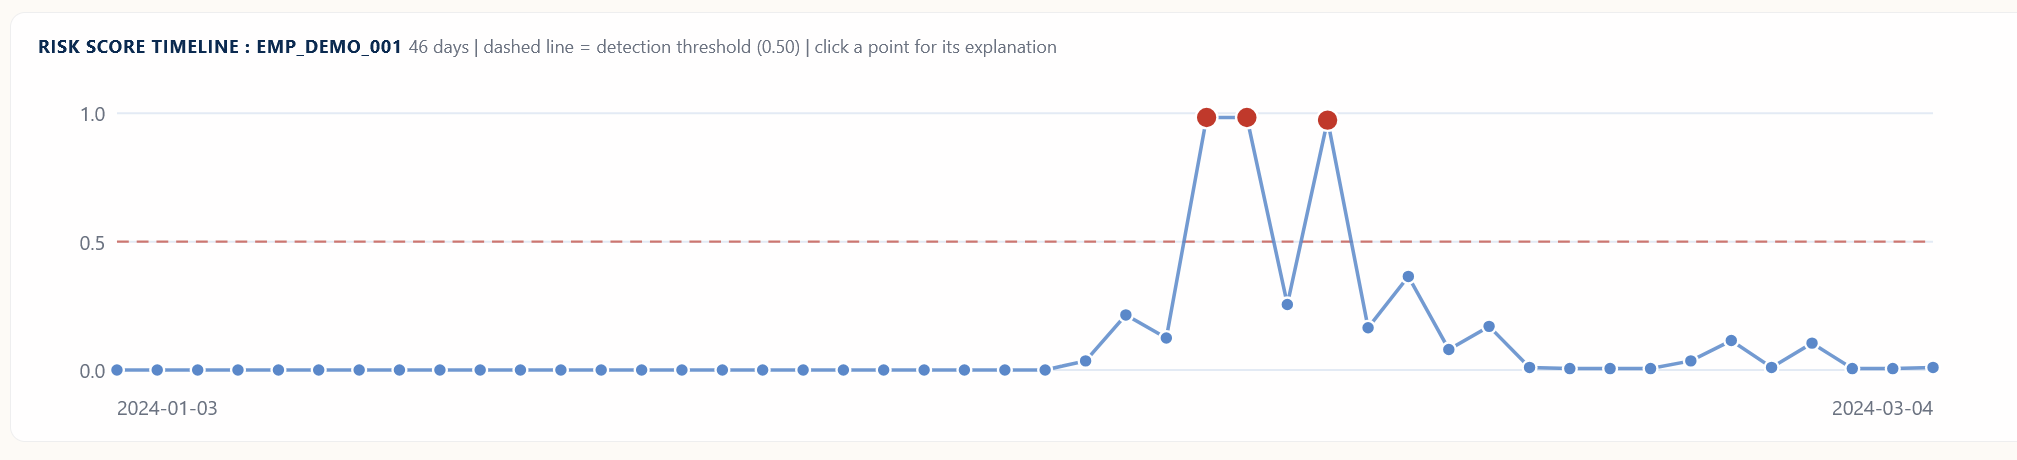 RISK SCORE TIMELINE : EMP_DEMO_001 46 days | dashed line = detection threshold (0.50) | click a point for its explanation
1.0
0.5
0.0
2024-01-03 2024-03-04